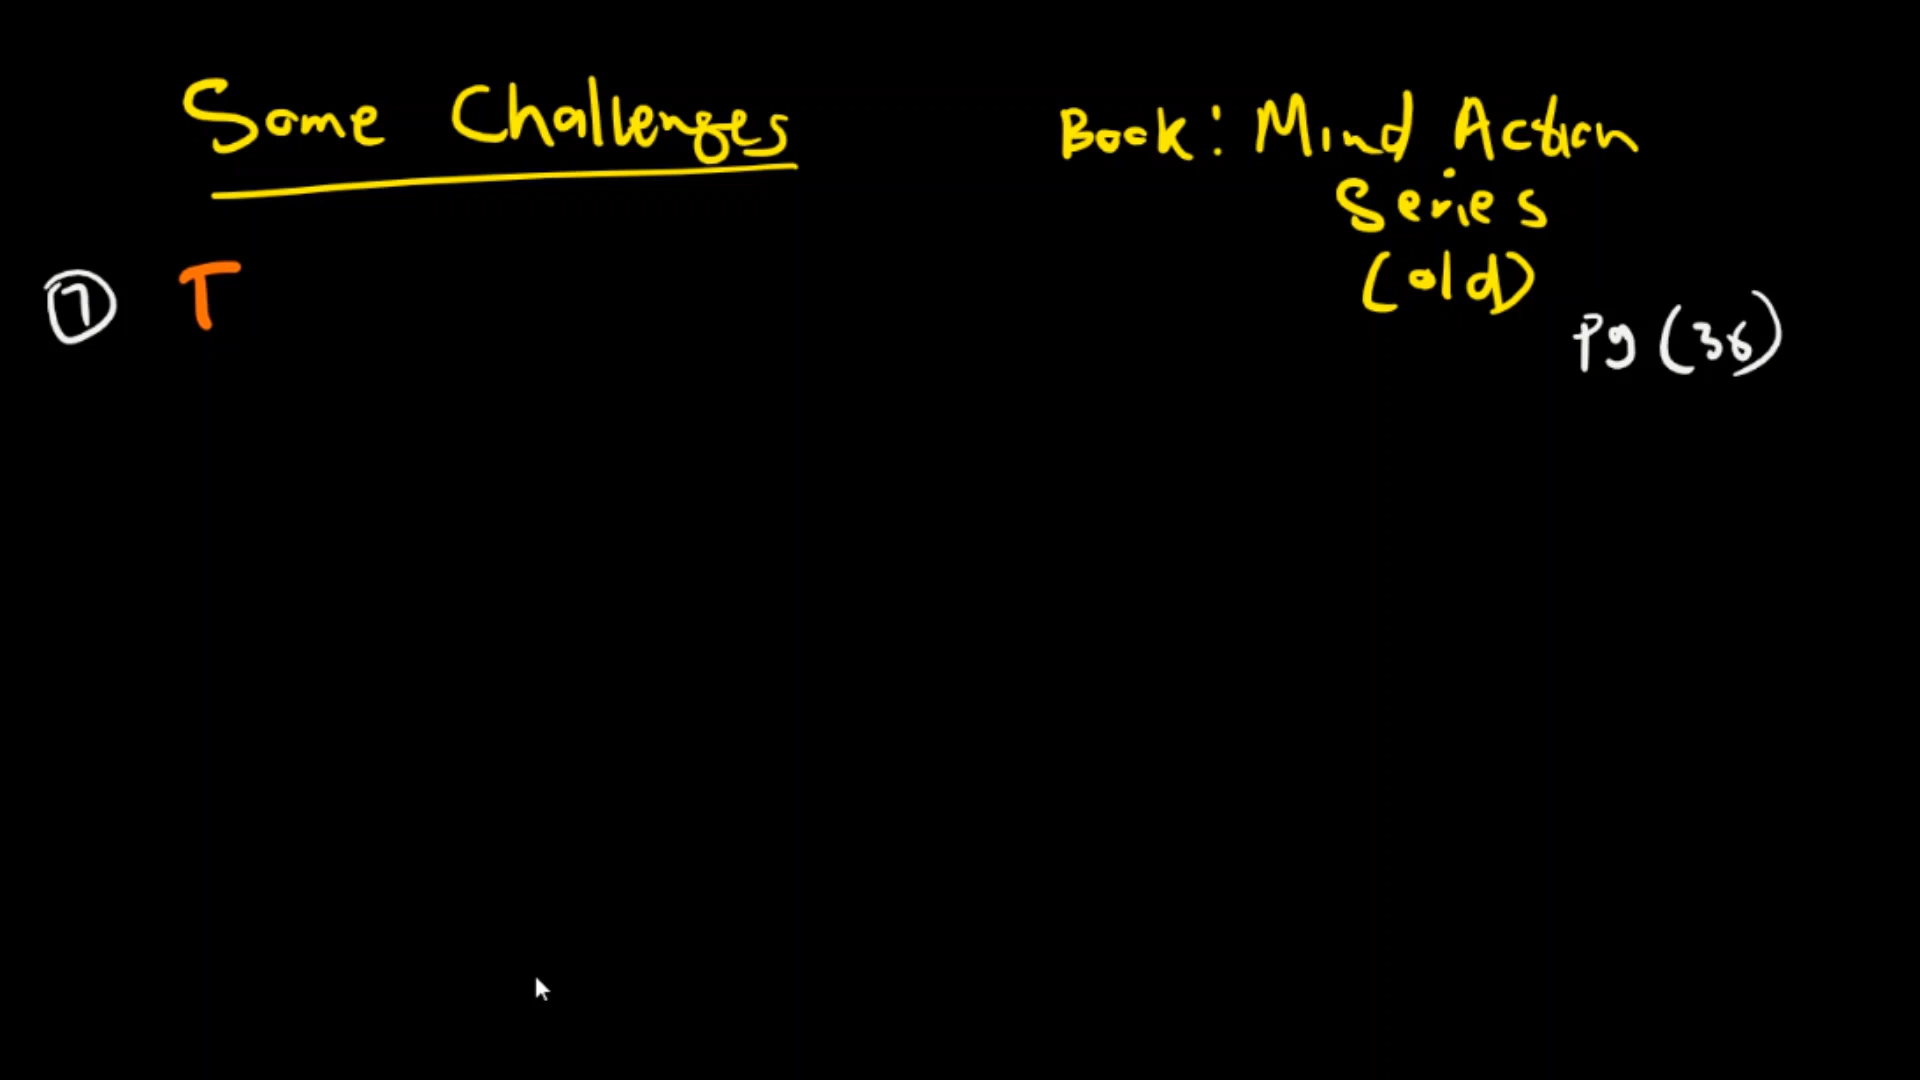 Some Challenges
Book: Mind Action
Series
(old)
Pg (36)
7 T